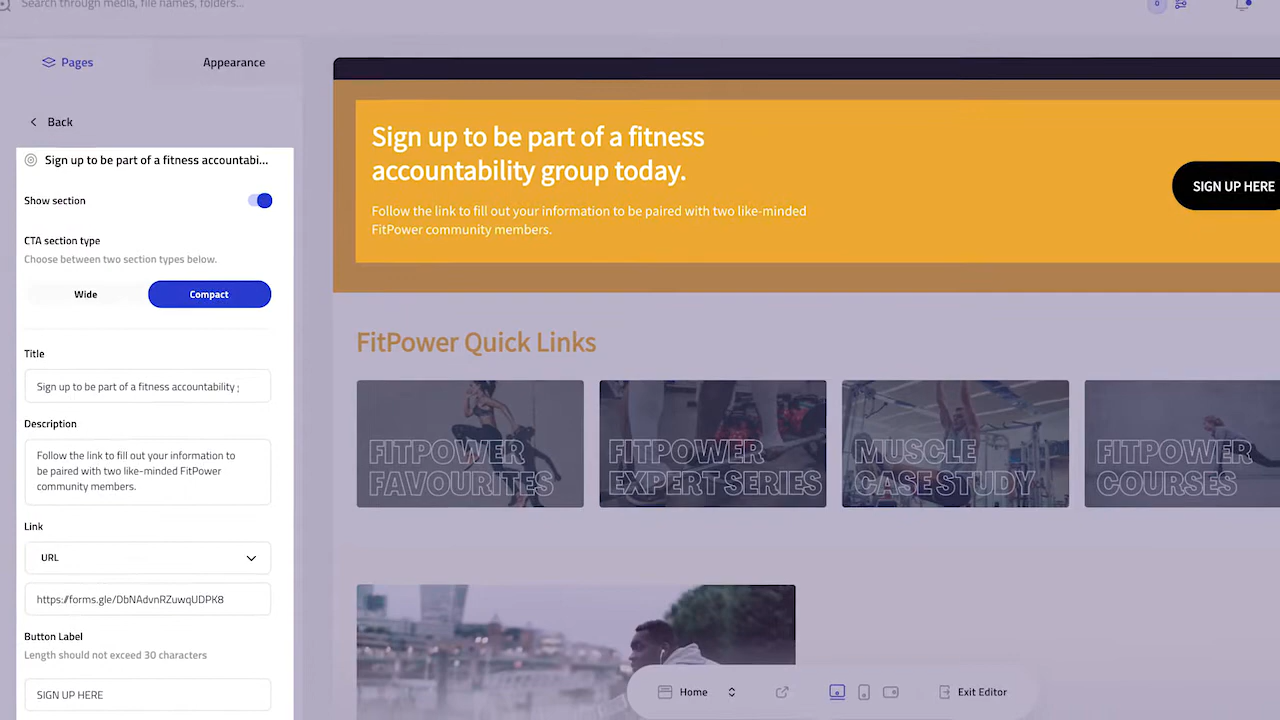 Search through media, file names, folders...
0
Pages
Appearance
Back
Sign up to be part of a fitness accountabi...
Show section
CTA section type
Choose between two section types below.
Wide
Compact
Title
Sign up to be part of a fitness accountability
Description
Follow the link to fill out your information to
be paired with two like-minded FitPower
community members.
Link
URL
https://forms.gle/DbNAdvnRZuwqUDPK8
Button Label
Length should not exceed 30 characters
SIGN UP HERE
Sign up to be part of a fitness
accountability group today.
Follow the link to fill out your information to be paired with two like-minded
FitPower community members.
SIGN UP HERE
FitPower Quick Links
FITPOWER
FAVOURITES
FITPOWER
EXPERT SERIES
MUSCLE
CASE STUDY
FITPOWER
COURSES
Home
Exit Editor